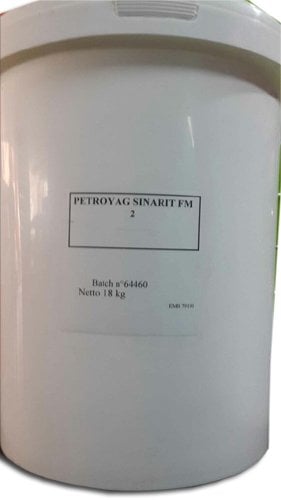 PETROYAG SINARIT FM
2
Batch n°64460
Netto 18 kg